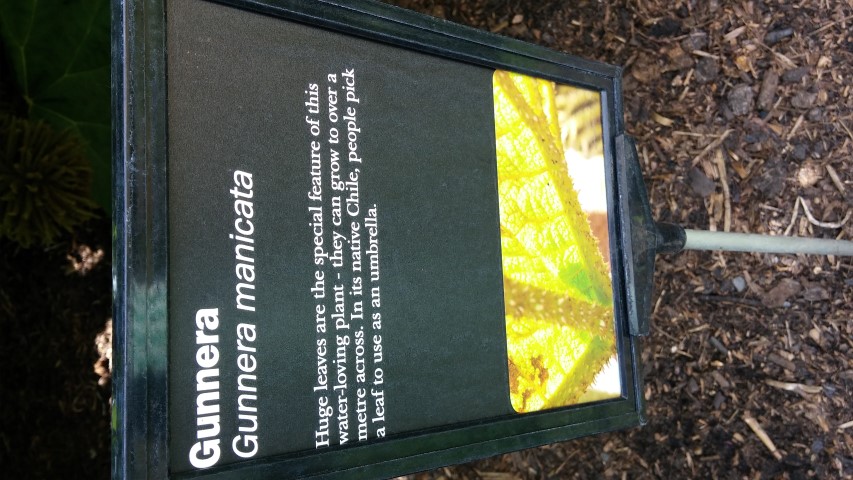 Gunnera
Gunnera manicata
Huge leaves are the special feature of this
water-loving plant - they can grow to over a
metre across. In its native Chile, people pick
a leaf to use as an umbrella.